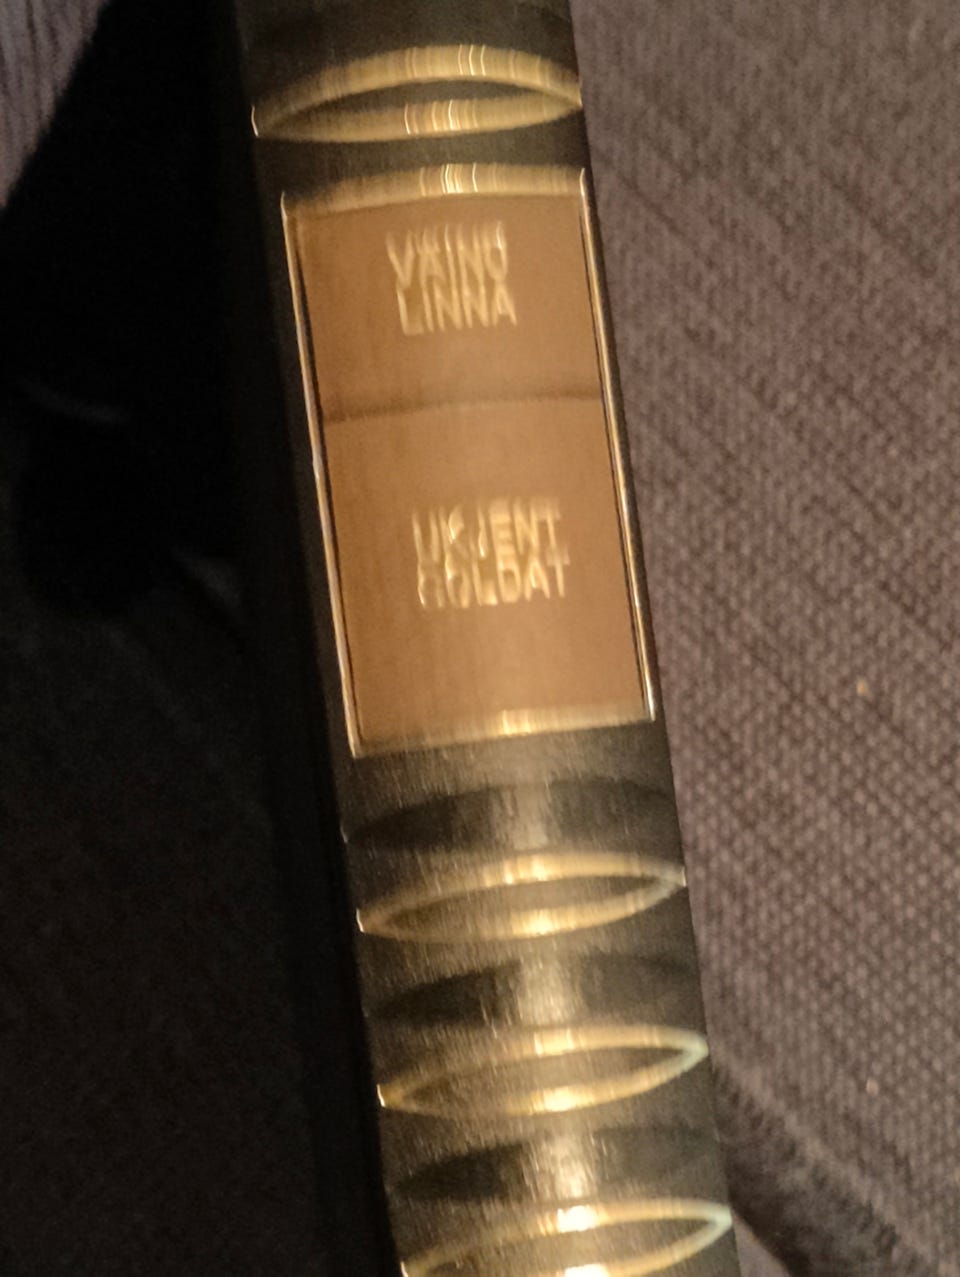 VÄINÖ
LINNA
UKJENT
SOLDAT